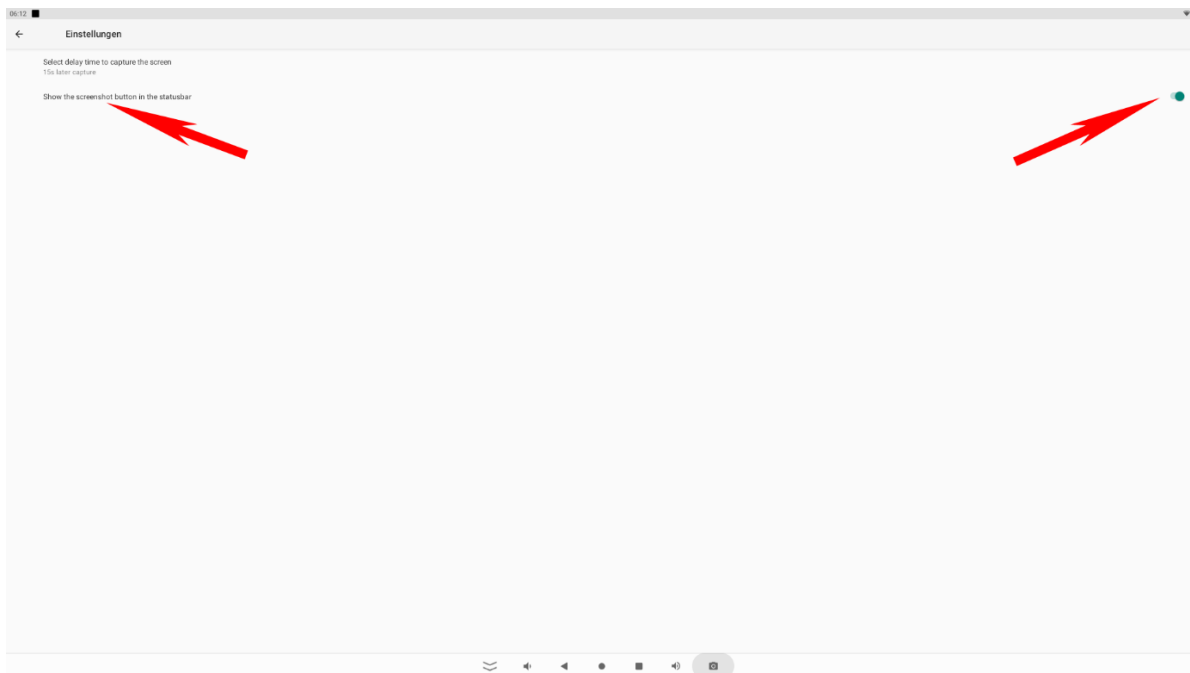 06:12
Einstellungen
Select delay time to capture the screen
15s later capture
Show the screenshot button in the statusbar